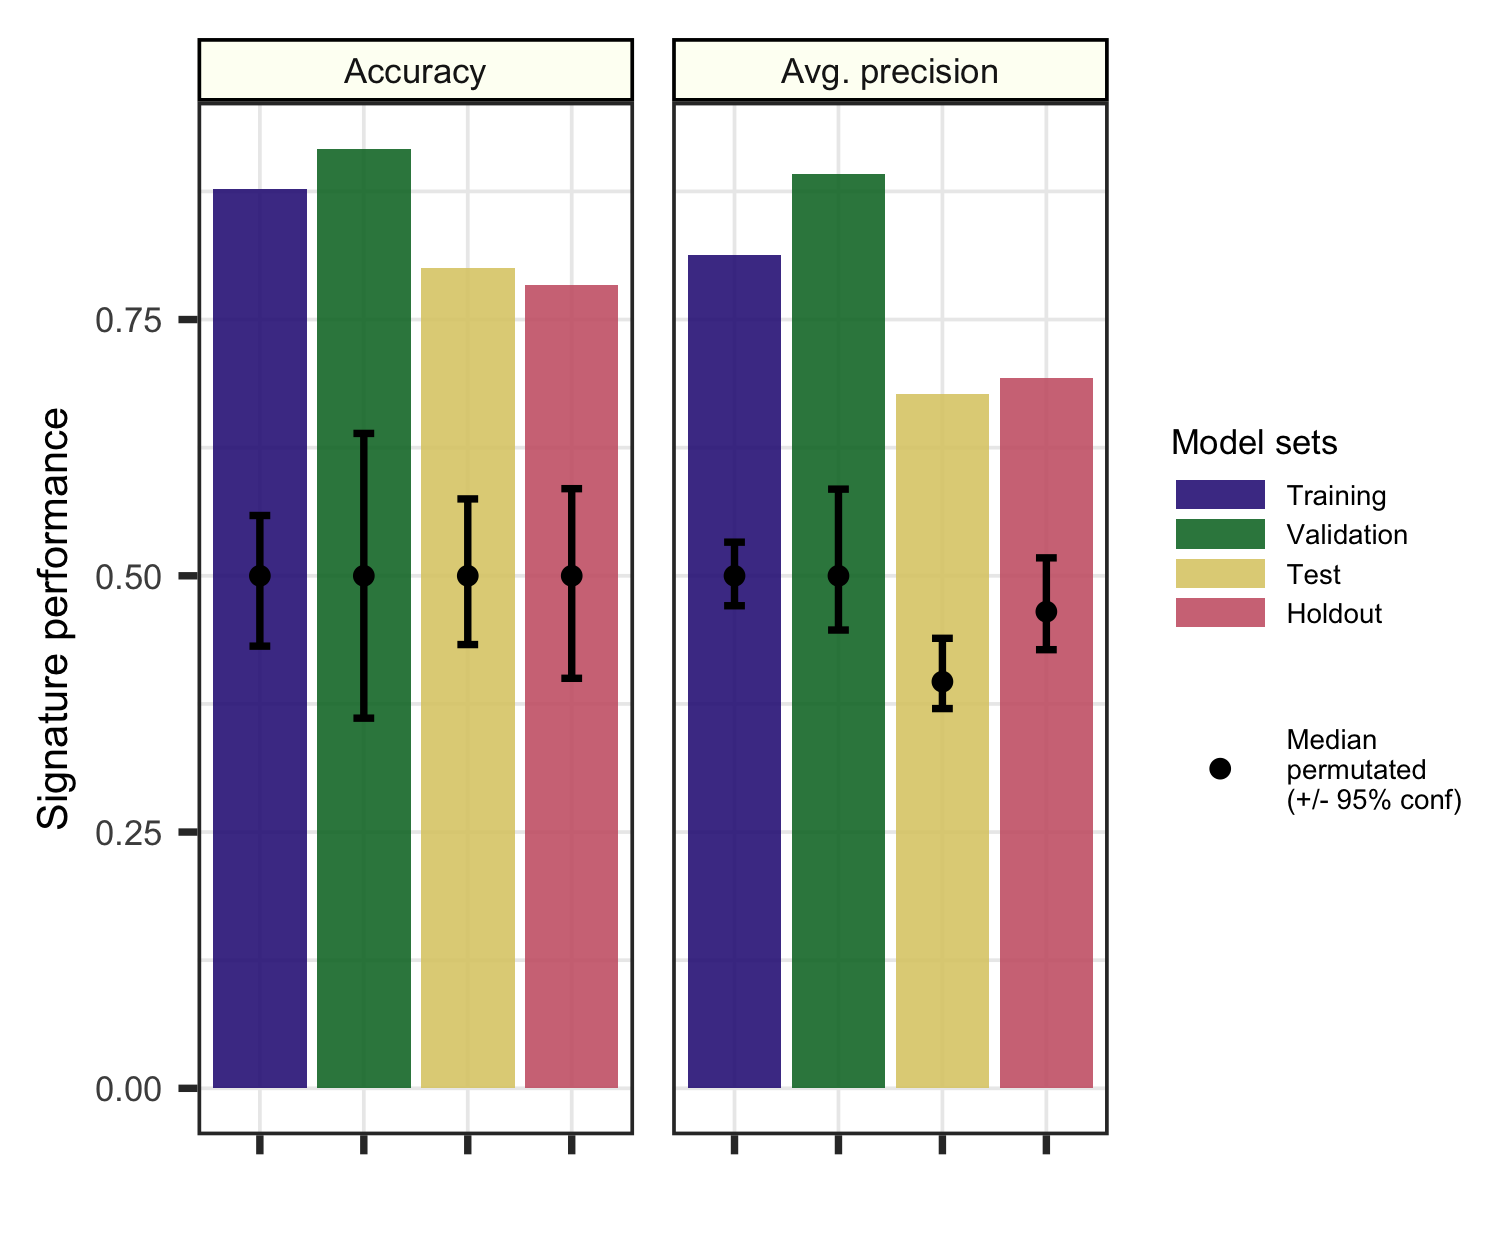 Accuracy
Avg. precision
Signature performance
0.75
0.50
0.25
0.00
Model sets
Training
Validation
Test
Holdout
Median
permutated
(+/- 95% conf)